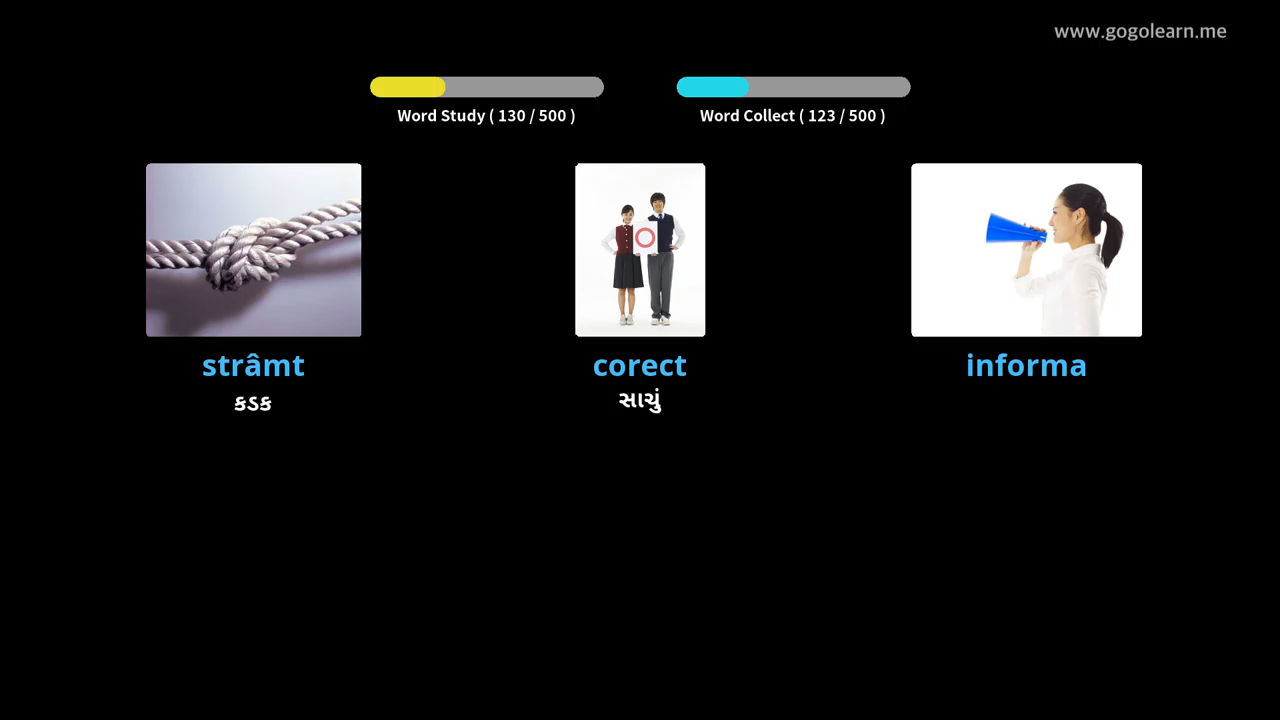 www.gogolearn.me
Word Study ( 130 / 500 )
Word Collect ( 123 / 500 )
strâmt
corect
informa
કડક
સાચું